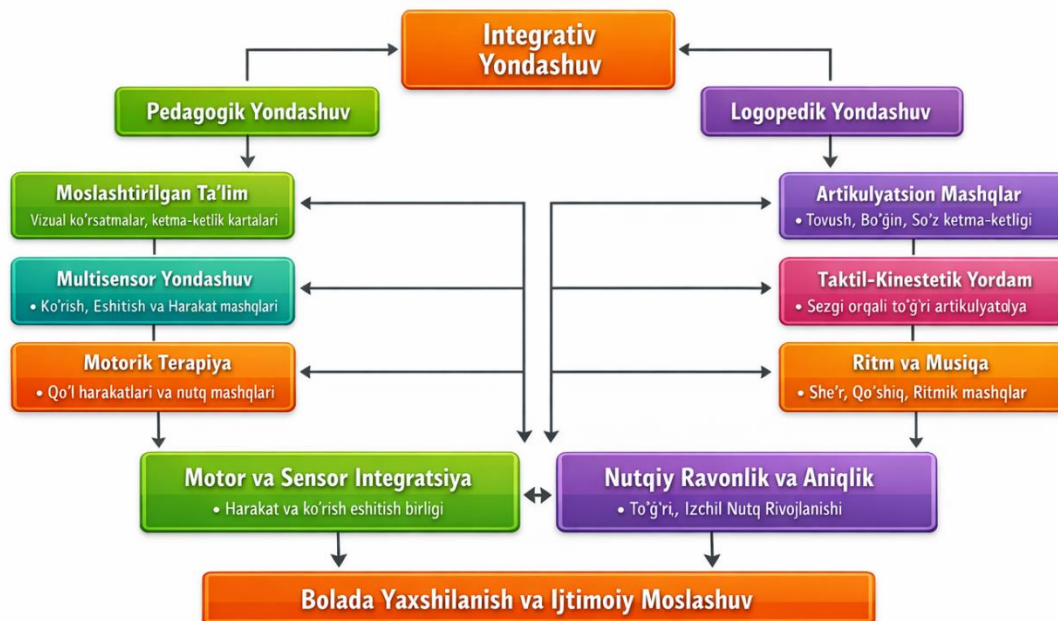 Integrativ
Yondashuv
Pedagogik Yondashuv
Logopedik Yondashuv
Moslashtirilgan Ta'lim
Vizual ko'rsatmalar, ketma-ketlik kartalari
Multisensor Yondashuv
• Ko'rish, Eshitish va Harakat mashqlari
Motorik Terapiya
• Qo'l harakatlari va nutq mashqlari
Artikulyatsion Mashqlar
• Tovush, Bo'ğin, So'z ketma-ketligi
Taktil-Kinestetik Yordam
• Sezgi orqali to'ğ'ri
Ritm va Musiqa
• She'r, Qo'shiq, Ritmik mashqlar
Motor va Sensor Integratsiya
• Harakat va ko'rish eshitish birligi
Nutqiy Ravonlik va Aniqlik
• To'ğ'ri,, Izchil Nutq Rivojlanishi
Bolada Yaxshilanish va Ijtimoiy Moslashuv